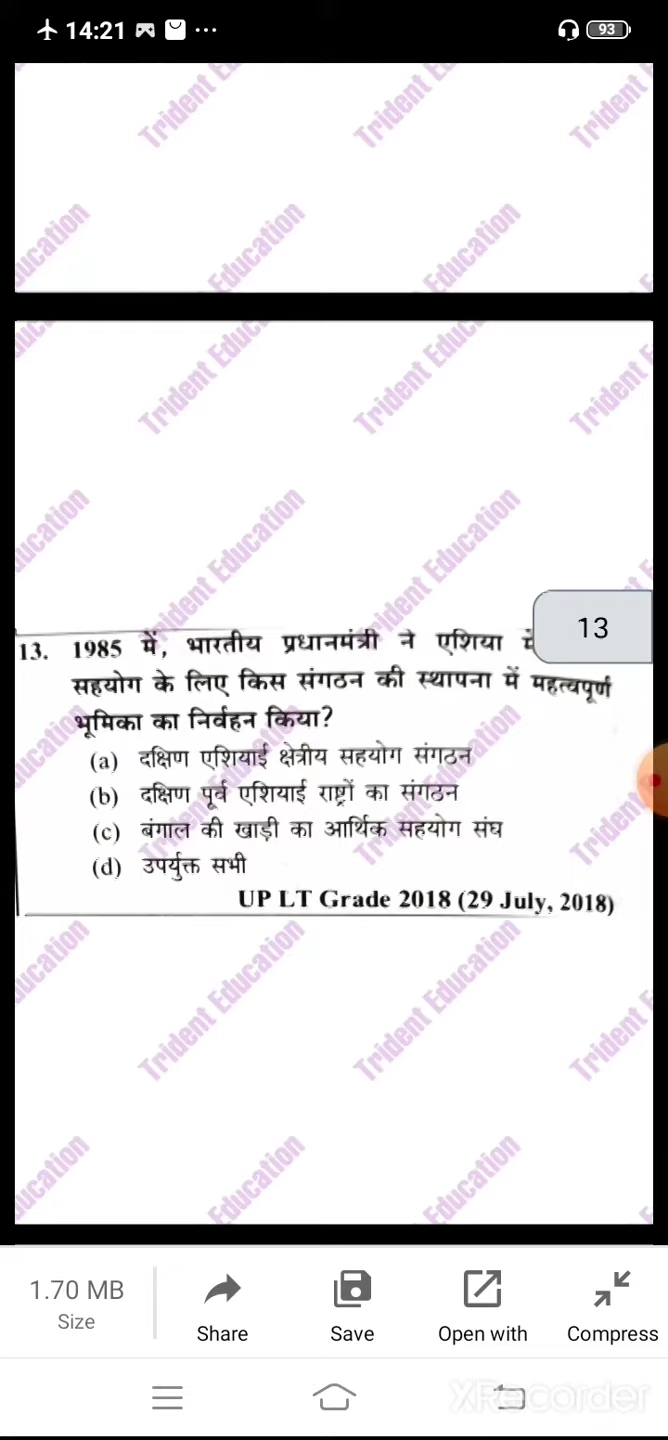 14:21
93
Trident Education
13. 1985 में, भारतीय प्रधानमंत्री ने एशिया में
13
सहयोग के लिए किस संगठन की स्थापना में महत्वपूर्ण
भूमिका का निर्वहन किया?
(a) दक्षिण एशियाई क्षेत्रीय सहयोग संगठन
(b) दक्षिण पूर्व एशियाई राष्ट्रों का संगठन
(c) बंगाल की खाड़ी का आर्थिक सहयोग संघ
(d) उपर्युक्त सभी
UP LT Grade 2018 (29 July, 2018)
1.70 MB
Size
Share
Save
Open with
Compress
XRecorder